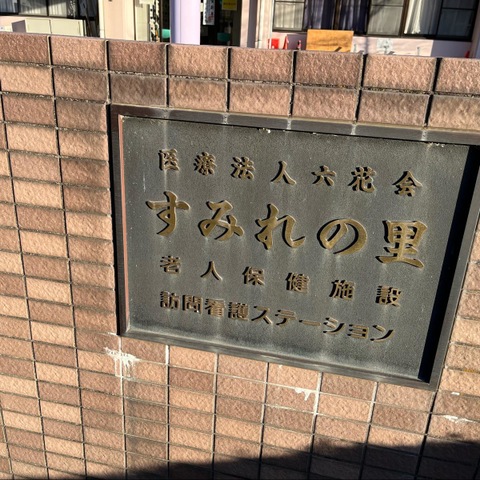 医療法人六花会
すみれの里
老人保健施設
訪問看護ステーション